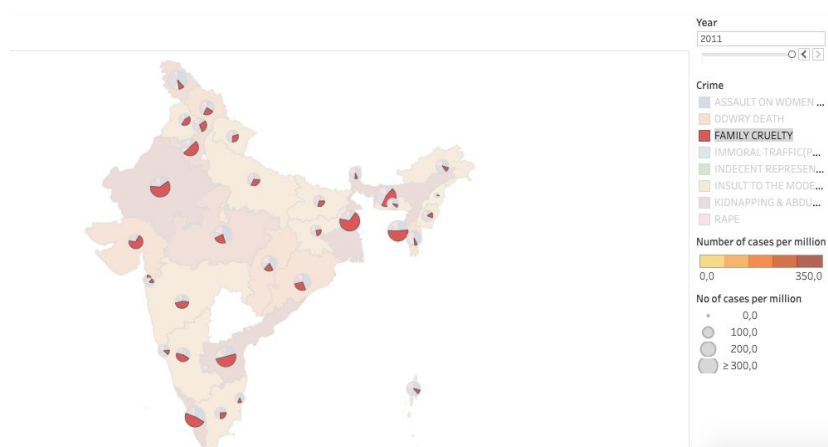 Year
2011
Crime
ASSAULT ON WOMEN ...
DOWRY DEATH
FAMILY CRUELTY
IMMORAL TRAFFIC(P...
INDECENT REPRESEN...
INSULT TO THE MODE...
KIDNAPPING & ABDU...
RAPE
Number of cases per million
0,0 350,0
No of cases per million
0,0
100,0
200,0
≥ 300,0